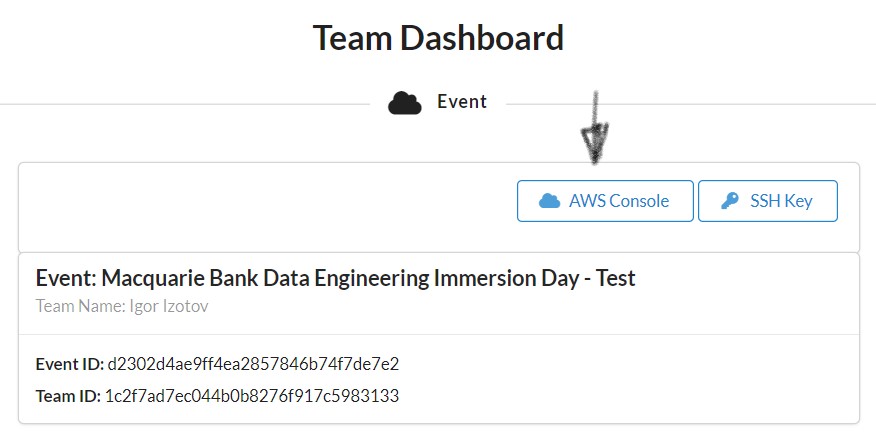 Team Dashboard
Event
AWS Console
SSH Key
Event: Macquarie Bank Data Engineering Immersion Day - Test
Team Name: Igor Izotov
Event ID: d2302d4ae9ff4ea2857846b74f7de7e2
Team ID: 1c2f7ad7ec044b0b8276f917c5983133